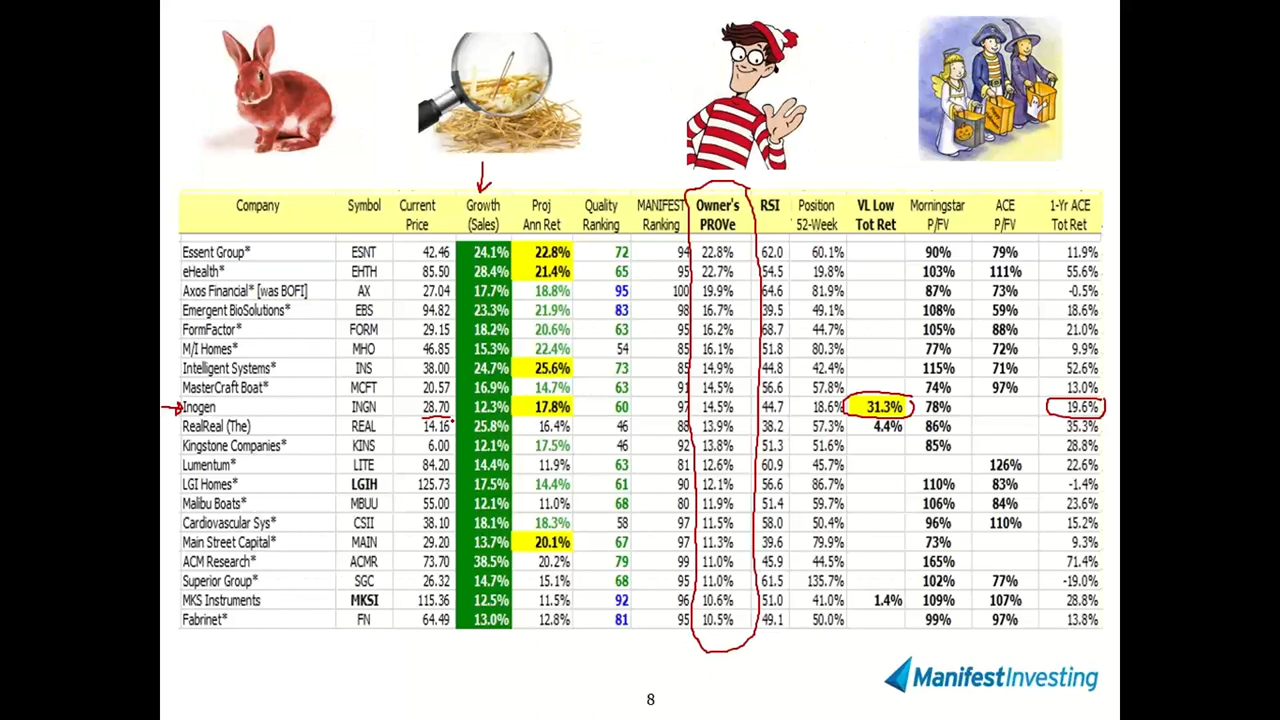 Company Symbol Current Price Growth (Sales) Proj Ann Ret Quality Ranking MANIFEST Ranking Owner's PROVe RSI Position 52-Week VL Low Tot Ret Morningstar P/FV ACE P/FV 1-Yr ACE Tot Ret
Essent Group* ESNT 42.46 24.1% 22.8% 72 94 22.8% 62.0 60.1% 90% 79% 11.9%
eHealth* EHTH 85.50 28.4% 21.4% 65 95 22.7% 54.5 19.8% 103% 111% 55.6%
Axos Financial* [was BOFI] AX 27.04 17.7% 18.8% 95 100 19.9% 64.6 81.9% 87% 73% -0.5%
Emergent BioSolutions* EBS 94.82 23.3% 21.9% 83 98 16.7% 39.5 49.1% 108% 59% 18.6%
FormFactor* FORM 29.15 18.2% 20.6% 63 95 16.2% 68.7 44.7% 105% 88% 21.0%
M/I Homes* MHO 46.85 15.3% 22.4% 54 85 16.1% 51.8 80.3% 77% 72% 9.9%
Intelligent Systems* INS 38.00 24.7% 25.6% 73 85 14.9% 44.8 42.4% 115% 71% 52.6%
MasterCraft Boat* MCFT 20.57 16.9% 14.7% 63 91 14.5% 56.6 57.8% 74% 97% 13.0%
Inogen INGN 28.70 12.3% 17.8% 60 97 14.5% 44.7 18.6% 31.3% 78% 19.6%
RealReal (The) REAL 14.16 25.8% 16.4% 46 88 13.9% 38.2 57.3% 4.4% 86% 35.3%
Kingstone Companies* KINS 6.00 12.1% 17.5% 46 92 13.8% 51.3 51.6% 85% 28.8%
Lumentum* LITE 84.20 14.4% 11.9% 63 81 12.6% 60.9 45.7% 126% 22.6%
LGI Homes* LGIH 125.73 17.5% 14.4% 61 90 12.1% 56.6 86.7% 110% 83% -1.4%
Malibu Boats* MBUU 55.00 12.1% 11.0% 68 80 11.9% 51.4 59.7% 106% 84% 23.6%
Cardiovascular Sys* CSII 38.10 18.1% 18.3% 58 97 11.5% 58.0 50.4% 96% 110% 15.2%
Main Street Capital* MAIN 29.20 13.7% 20.1% 67 97 11.3% 39.6 79.9% 73% 9.3%
ACM Research* ACMR 73.70 38.5% 20.2% 79 99 11.0% 45.9 44.5% 165% 71.4%
Superior Group* SGC 26.32 14.7% 15.1% 68 95 11.0% 61.5 135.7% 102% 77% -19.0%
MKS Instruments MKSI 115.36 12.5% 11.5% 92 96 10.6% 51.0 41.0% 1.4% 109% 107% 28.8%
Fabrinet* FN 64.49 13.0% 12.8% 81 95 10.5% 49.1 50.0% 99% 97% 13.8%
ManifestInvesting
8